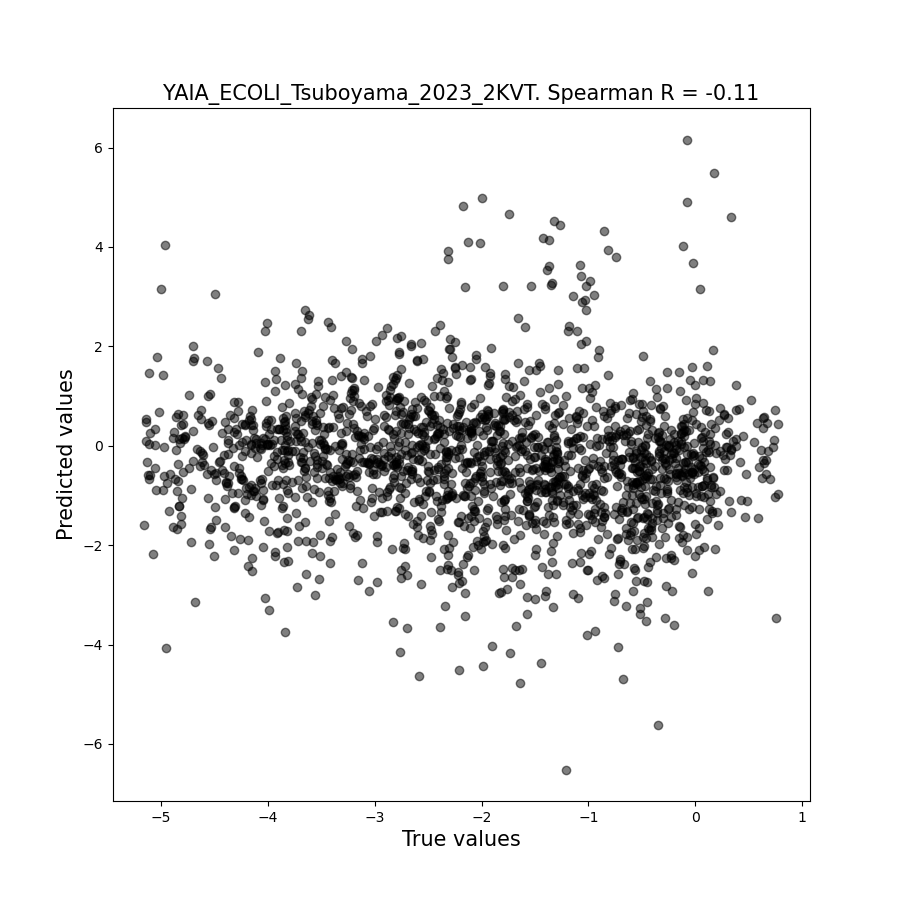 YAIA_ECOLI_Tsuboyama_2023_2KVT. Spearman R = -0.11
6
4
2
0
−2
−4
−6
Predicted values
−5 −4 −3 −2 −1 0 1
True values